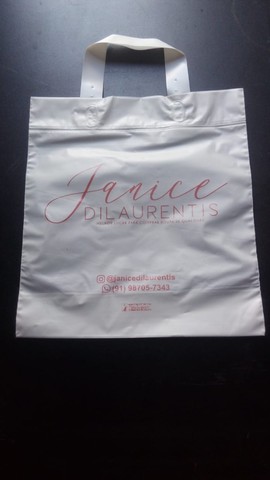 Janice
DILAURENTIS
@janicedilaurentis
(91) 98705-7343